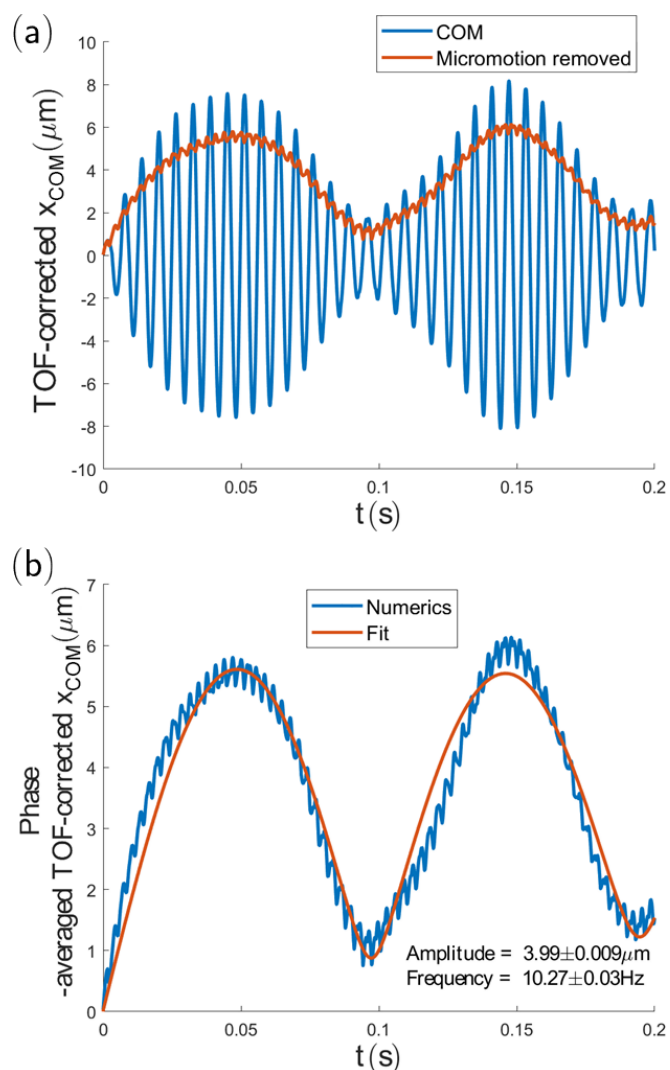 (a)
COM
Micromotion removed
TOF-corrected x_COM(μm)
10
8
6
4
2
0
-2
-4
-6
-8
-10
0
0.05
0.1
0.15
0.2
t(s)
(b)
Numerics
Fit
Phase
-averaged TOF-corrected x_COM(μm)
7
6
5
4
3
2
1
0
Amplitude = 3.99±0.009μm
Frequency = 10.27±0.03Hz
0
0.05
0.1
0.15
0.2
t(s)